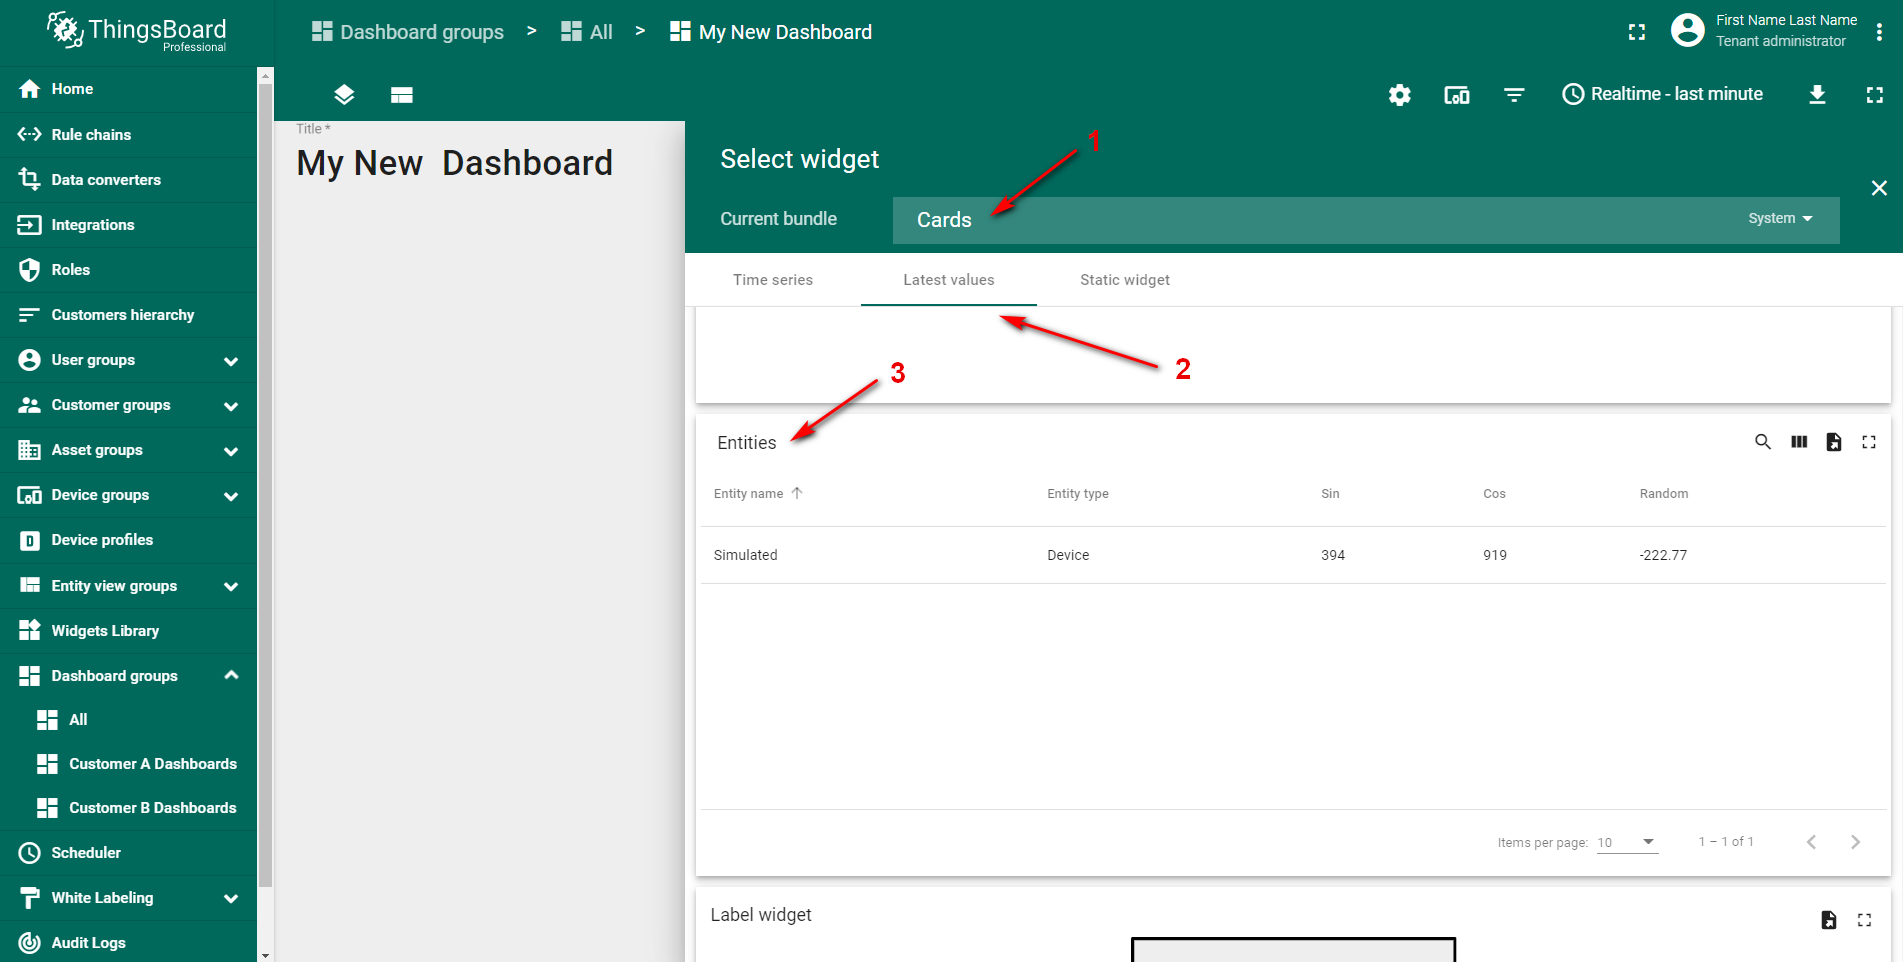 ThingsBoard
Professional
Dashboard groups > All > My New Dashboard
First Name Last Name
Tenant administrator
Realtime - last minute
Home
Rule chains
Data converters
Integrations
Roles
Customers hierarchy
User groups
Customer groups
Asset groups
Device groups
Device profiles
Entity view groups
Widgets Library
Dashboard groups
All
Customer A Dashboards
Customer B Dashboards
Scheduler
White Labeling
Audit Logs
Title *
My New  Dashboard
Select widget
1
Current bundle Cards System
Time series Latest values Static widget
2
3
Entities
Entity name Entity type Sin Cos Random
Simulated Device 394 919 -222.77
Items per page: 10 1 – 1 of 1
Label widget